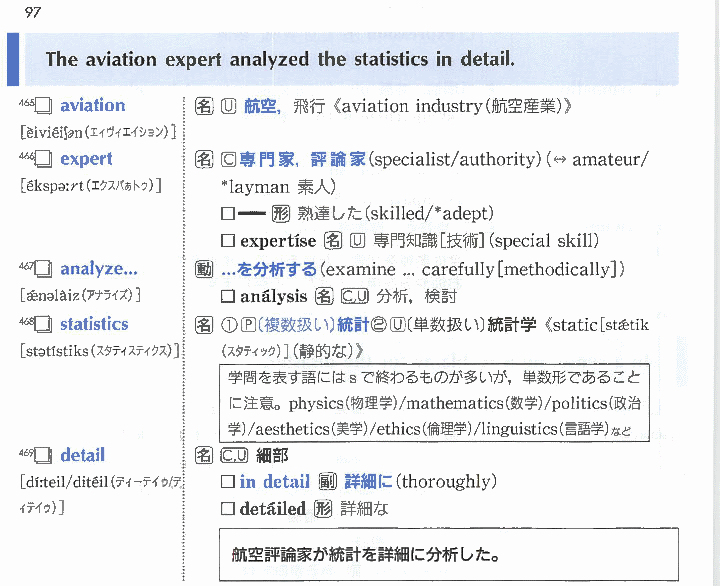 97
The aviation expert analyzed the statistics in detail.
465 aviation
[èiviéiʃən(エィヴィエイション)]
名 U 航空，飛行《aviation industry(航空産業)》
466 expert
[ékspəːrt(エクスパぁトゥ)]
名 C 専門家，評論家(specialist/authority)(↔ amateur/
*layman 素人)
□ ━ 形 熟達した(skilled/*adept)
□ expertíse 名 U 専門知識[技術](special skill)
467 analyze...
[ǽnəlàiz(アナライズ)]
動 …を分析する(examine ... carefully[methodically])
□ análysis 名 C,U 分析，検討
468 statistics
[stətístiks(スタティスティクス)]
名 ①P(複数扱い)統計②U(単数扱い)統計学《static[stǽtik
(スタティック)](静的な)》
学問を表す語には s で終わるものが多いが，単数形であること
に注意。physics(物理学)/mathematics(数学)/politics(政治
学)/aesthetics(美学)/ethics(倫理学)/linguistics(言語学)など
469 detail
[díːteil/ditéil(ディーテイゥ/デ
ィテイゥ)]
名 C,U 細部
□ in detail 副 詳細に(thoroughly)
□ detáiled 形 詳細な
航空評論家が統計を詳細に分析した。